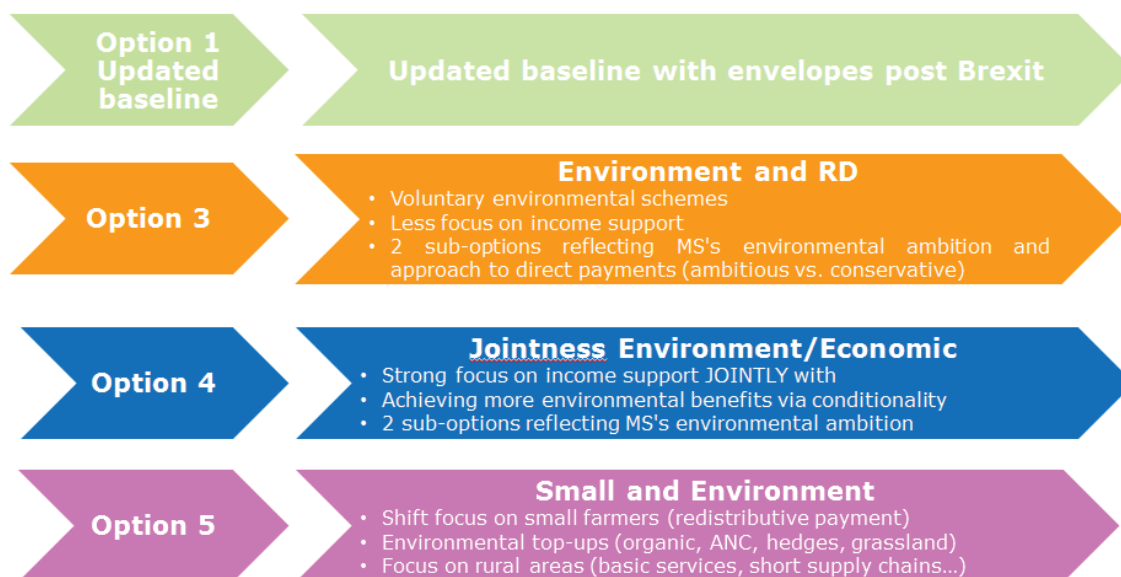 Option 1
Updated
baseline
Updated baseline with envelopes post Brexit
Option 3
Environment and RD
• Voluntary environmental schemes
• Less focus on income support
• 2 sub-options reflecting MS's environmental ambition and
approach to direct payments (ambitious vs. conservative)
Option 4
Jointness Environment/Economic
• Strong focus on income support JOINTLY with
• Achieving more environmental benefits via conditionality
• 2 sub-options reflecting MS's environmental ambition
Option 5
Small and Environment
• Shift focus on small farmers (redistributive payment)
• Environmental top-ups (organic, ANC, hedges, grassland)
• Focus on rural areas (basic services, short supply chains...)